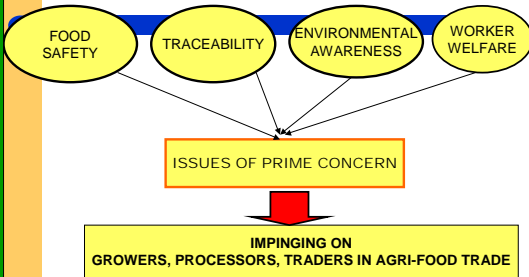 FOOD
SAFETY
TRACEABILITY
ENVIRONMENTAL
AWARENESS
WORKER
WELFARE
ISSUES OF PRIME CONCERN
IMPINGING ON
GROWERS, PROCESSORS, TRADERS IN AGRI-FOOD TRADE